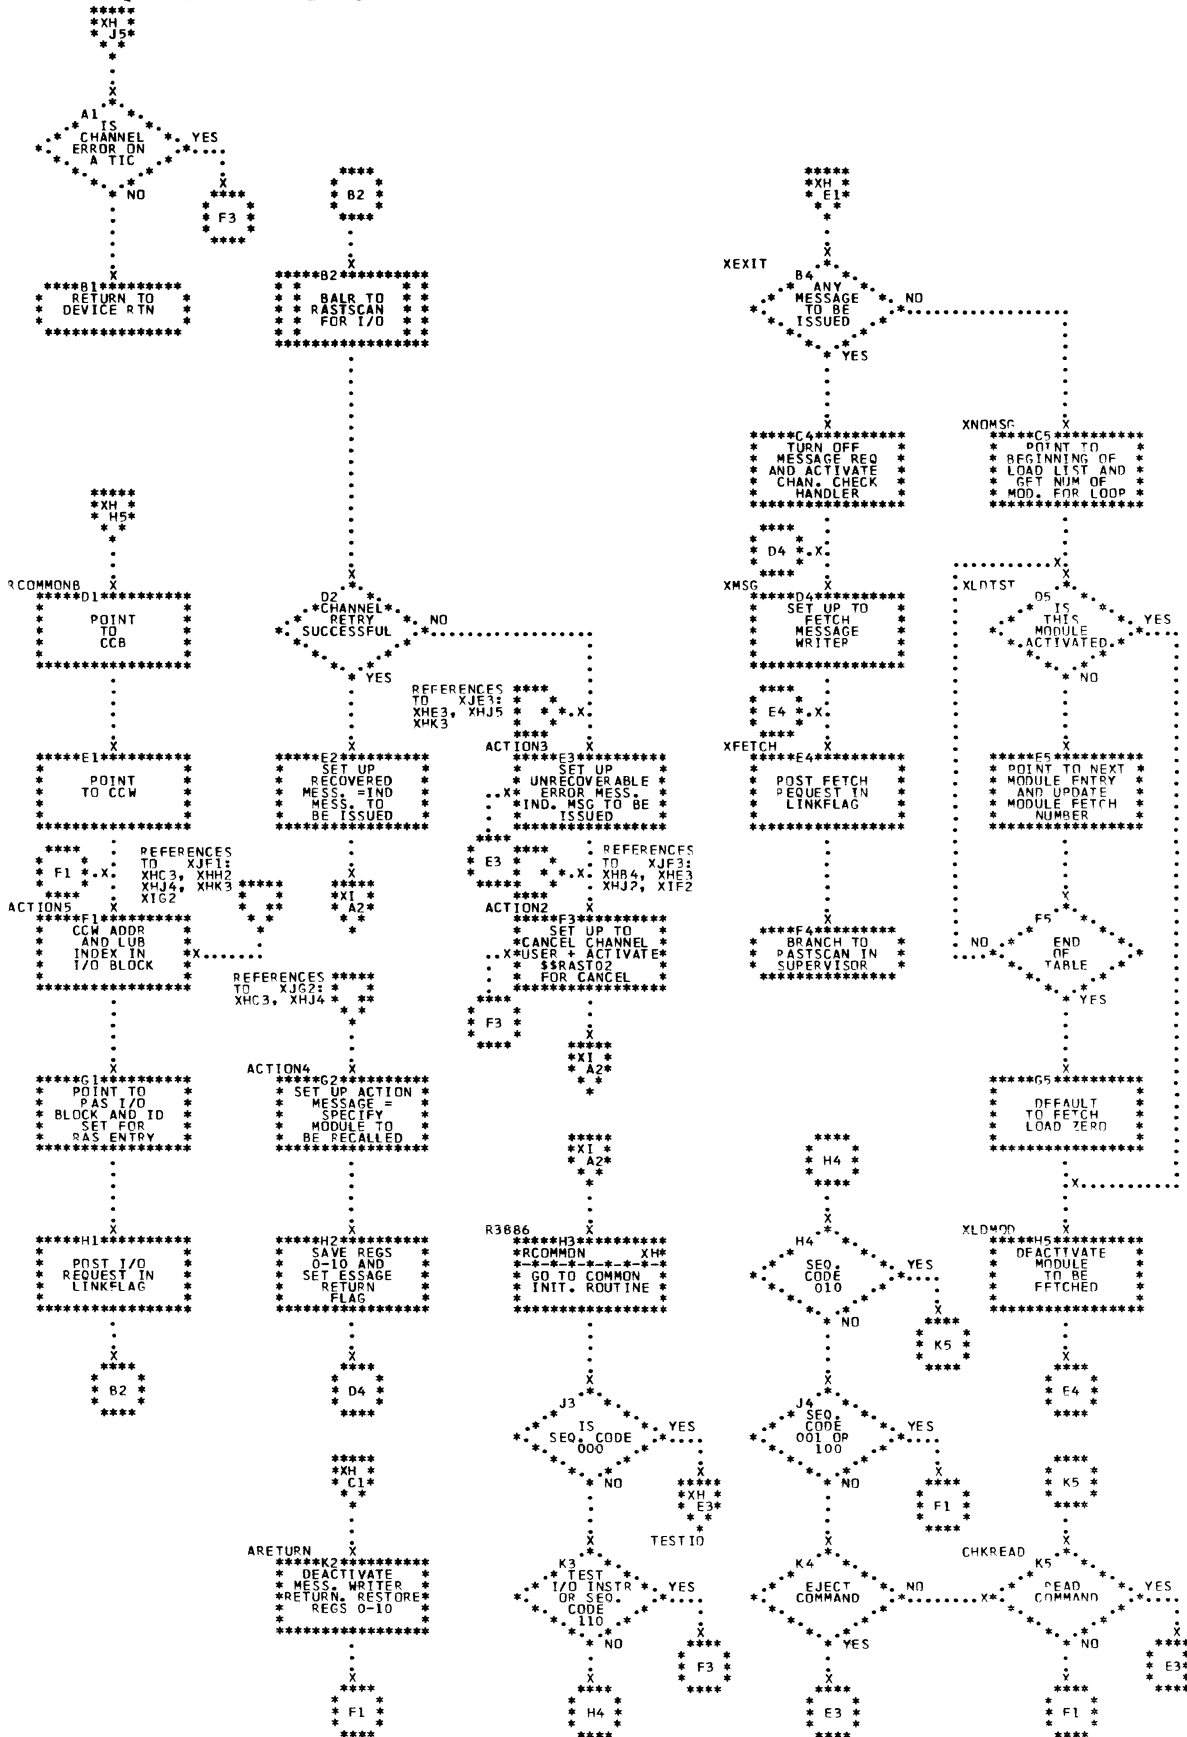 XH
J5
A1
IS
CHANNEL
ERROR ON
A TIC
YES
NO
F3
B1
RETURN TO
DEVICE RTN
XH
H5
RCOMMONB
D1
POINT
TO
CCB
E1
POINT
TO CCW
F1
REFERENCES
TO XJF1:
XHC3, XHH2
XHJ4, XHK3
XIG2
ACTION5
F1
CCW ADDR
AND LUB
INDEX IN
I/O BLOCK
G1
POINT TO
RAS I/O
BLOCK AND ID
SET FOR
RAS ENTRY
H1
POST I/O
REQUEST IN
LINKFLAG
B2
B2
B2
BALR TO
RASTSCAN
FOR I/O
D2
CHANNEL
RETRY
SUCCESSFUL
NO
YES
E2
SET UP
RECOVERED
MESS. =IND
MESS. TO
BE ISSUED
XI
A2
REFERENCES
TO XJG2:
XHC3, XHJ4
ACTION4
G2
SET UP ACTION
MESSAGE =
SPECIFY
MODULE TO
BE RECALLED
H2
SAVE REGS
0-10 AND
SET ESSAGE
RETURN
FLAG
D4
XH
C1
ARETURN
K2
DEACTIVATE
MESS. WRITER
RETURN. RESTORE
REGS 0-10
F1
REFERENCES
TO XJE3:
XHE3, XHJ5
XHK3
ACTION3
E3
SET UP
UNRECOVERABLE
ERROR MESS.
IND. MSG TO BE
ISSUED
E3
REFERENCES
TO XJF3:
XHB4, XHE3
XHJ2, XIF2
ACTION2
F3
SET UP TO
CANCEL CHANNEL
USER + ACTIVATE
$$RAST02
FOR CANCEL
F3
XI
A2
XI
A2
R3886
H3
RCOMMON XH
GO TO COMMON
INIT. ROUTINE
J3
IS
SEQ. CODE
000
YES
NO
XH
E3
TESTIO
K3
TEST
I/O INSTR
OR SEQ.
CODE
110
YES
NO
F3
H4
XH
E1
XEXIT
B4
ANY
MESSAGE
TO BE
ISSUED
NO
YES
C4
TURN OFF
MESSAGE REQ
AND ACTIVATE
CHAN. CHECK
HANDLER
D4
XMSG
D4
SET UP TO
FETCH
MESSAGE
WRITER
E4
XFETCH
E4
POST FETCH
REQUEST IN
LINKFLAG
F4
BRANCH TO
RASTSCAN IN
SUPERVISOR
H4
H4
SEQ.
CODE
010
YES
NO
K5
J4
SEQ.
CODE
001 OR
100
YES
NO
F1
K4
EJECT
COMMAND
NO
YES
E3
XNOMSG
C5
POINT TO
BEGINNING OF
LOAD LIST AND
GET NUM OF
MOD. FOR LOOP
XLDTST
D5
IS
THIS
MODULE
ACTIVATED.
YES
NO
E5
POINT TO NEXT
MODULE ENTRY
AND UPDATE
MODULE FETCH
NUMBER
F5
END
OF
TABLE
NO
YES
G5
DEFAULT
TO FETCH
LOAD ZERO
XLDMOD
H5
DEACTIVATE
MODULE
TO BE
FETCHED
E4
K5
CHKREAD
K5
READ
COMMAND
YES
NO
E3
F1